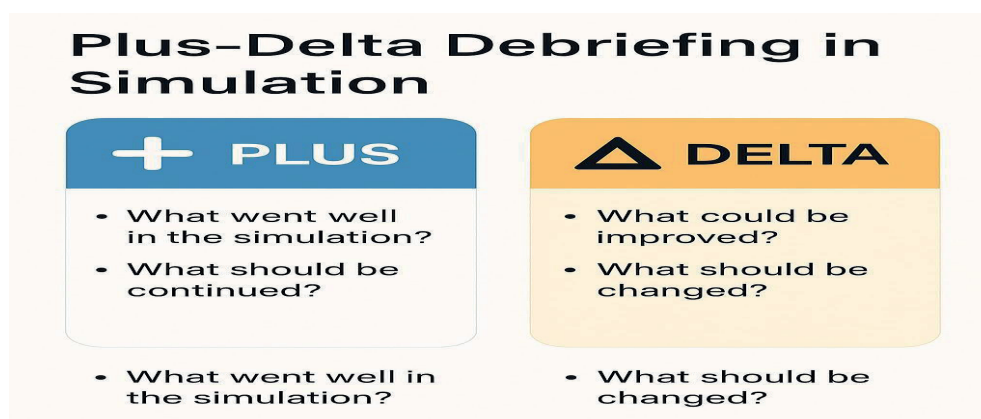 Plus-Delta Debriefing in
Simulation
+ PLUS
• What went well
in the simulation?
• What should be
continued?
Δ DELTA
• What could be
improved?
• What should be
changed?
• What went well in
the simulation?
• What should be
changed?